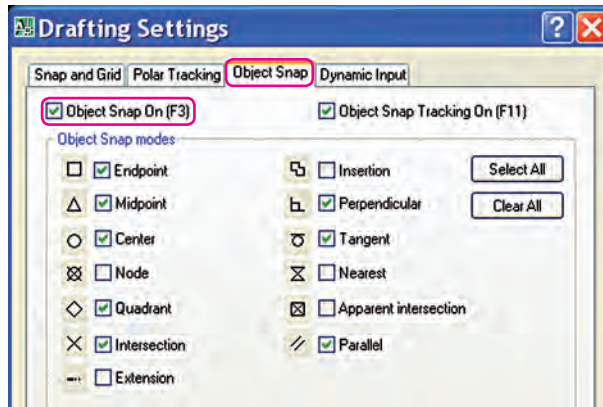 Drafting Settings
Snap and Grid Polar Tracking Object Snap Dynamic Input
Object Snap On (F3) Object Snap Tracking On (F11)
Object Snap modes
Endpoint Insertion Select All
Midpoint Perpendicular Clear All
Center Tangent
Node Nearest
Quadrant Apparent intersection
Intersection Parallel
Extension